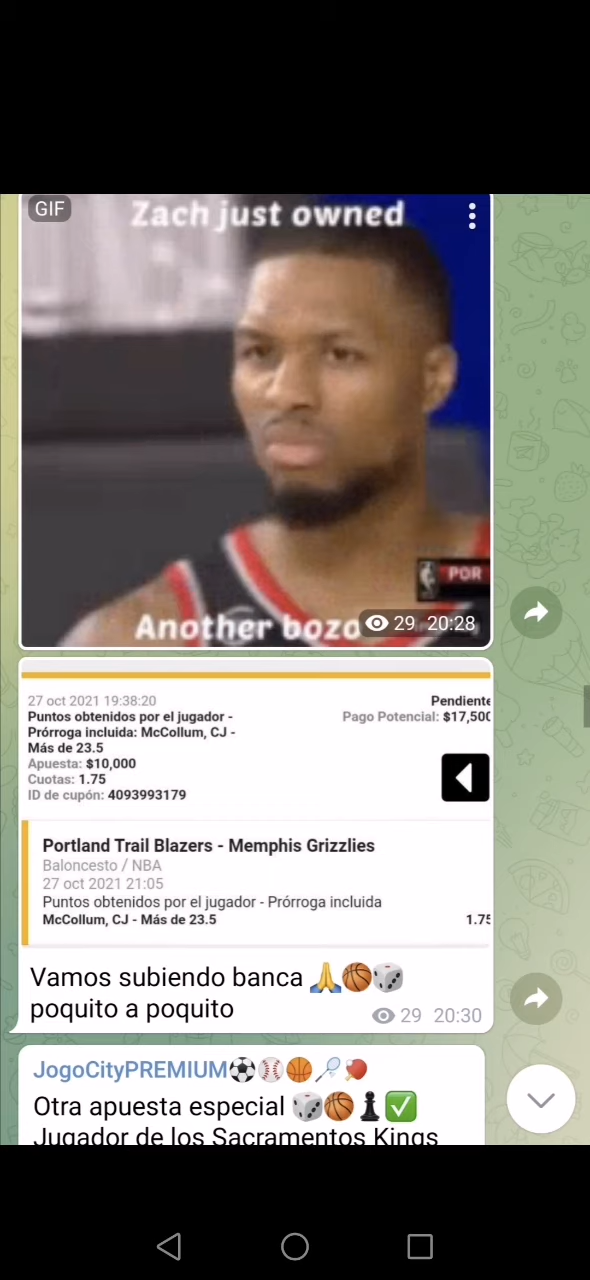 GIF
Zach just owned
POR
Another bozo
29 20:28
27 oct 2021 19:38:20
Pendiente
Puntos obtenidos por el jugador -
Pago Potencial: $17,500
Prórroga incluida: McCollum, CJ -
Más de 23.5
Apuesta: $10,000
Cuotas: 1.75
ID de cupón: 4093993179
Portland Trail Blazers - Memphis Grizzlies
Baloncesto / NBA
27 oct 2021 21:05
Puntos obtenidos por el jugador - Prórroga incluida
McCollum, CJ - Más de 23.5
1.75
Vamos subiendo banca 🙏🏀🎲
poquito a poquito
29 20:30
JogoCityPREMIUM⚽⚾🏀🏸🏓
Otra apuesta especial 🎲🏀♟️✅
Jugador de los Sacramentos Kings